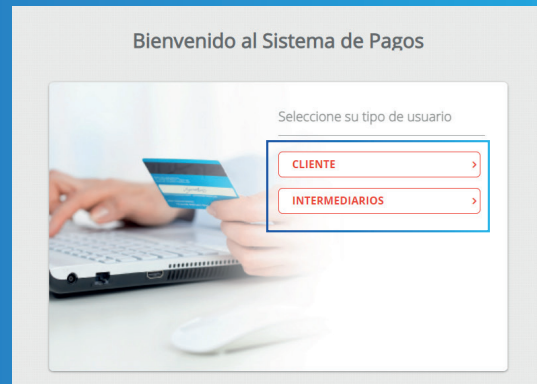 Bienvenido al Sistema de Pagos
Seleccione su tipo de usuario
CLIENTE
INTERMEDIARIOS